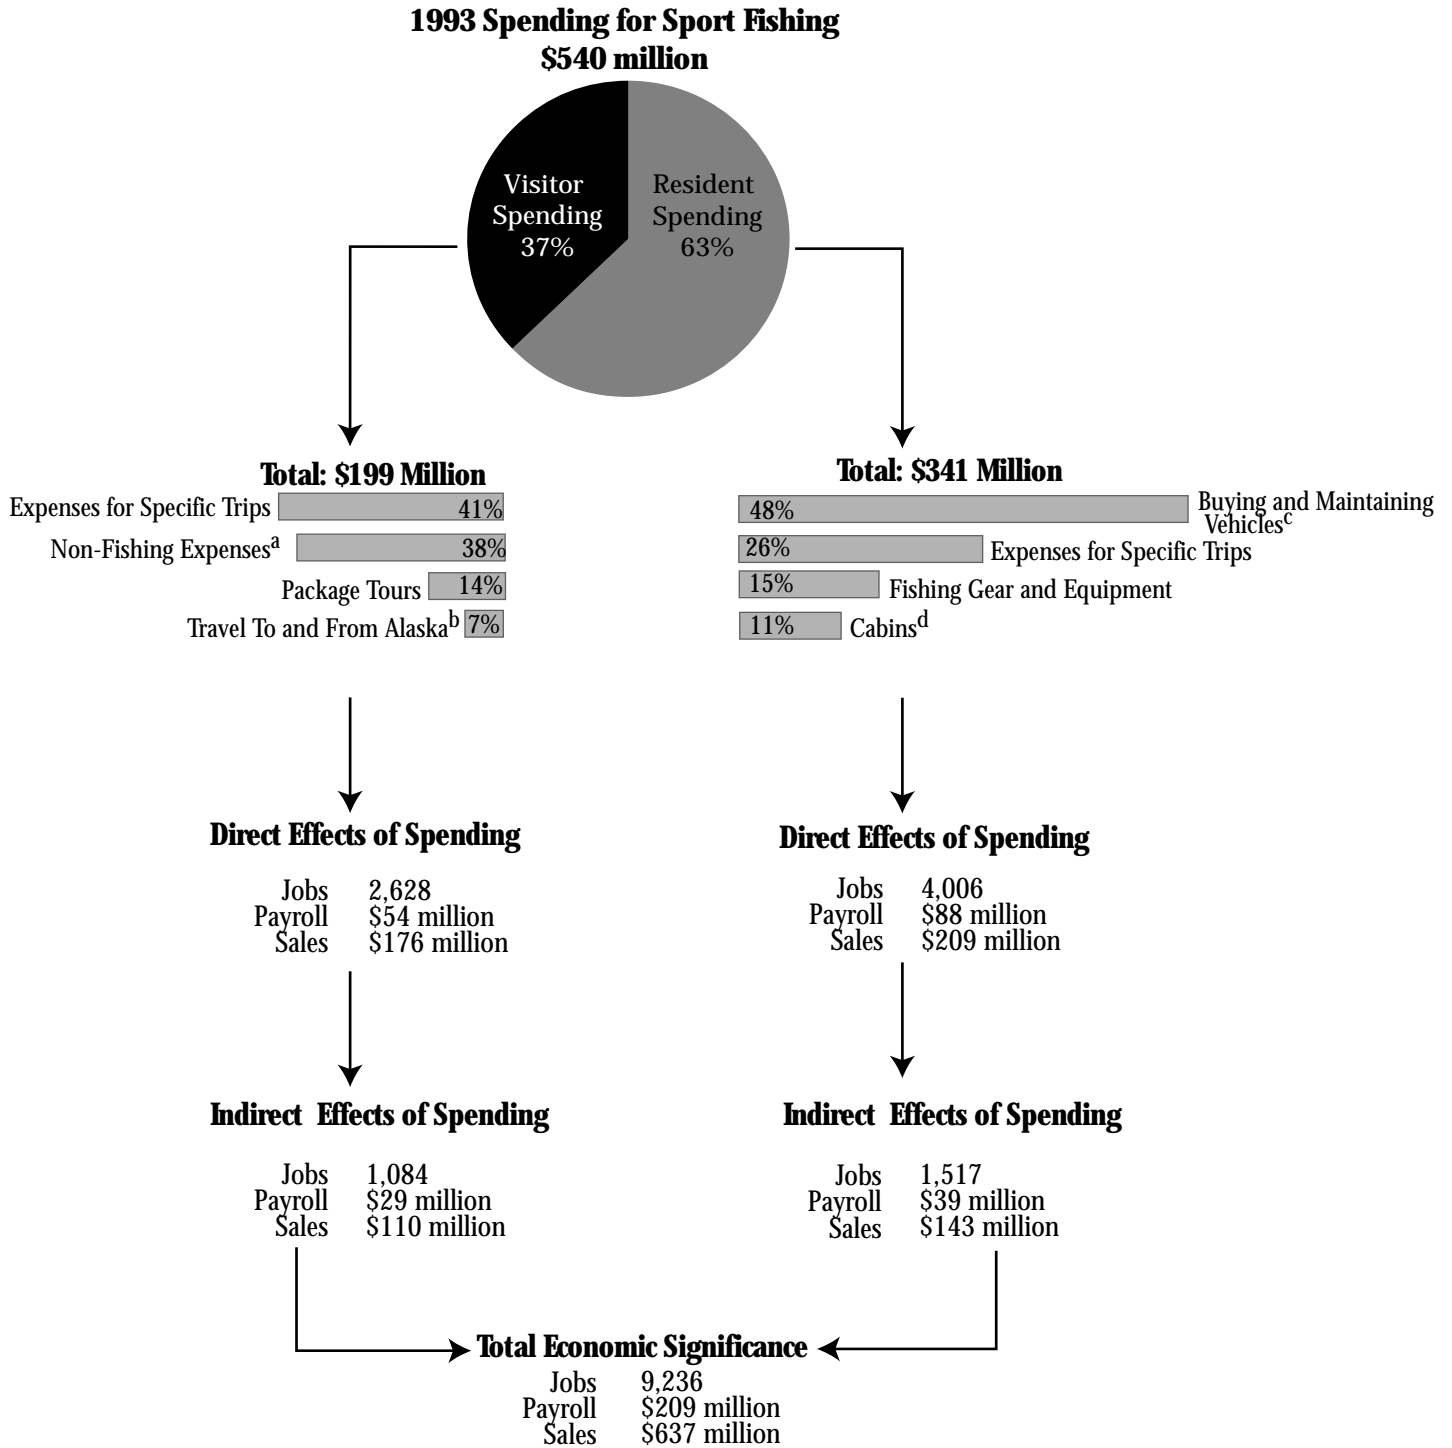 1993 Spending for Sport Fishing
$540 million
Visitor
Spending
37%
Resident
Spending
63%
Total: $199 Million
Expenses for Specific Trips 41%
Non-Fishing Expensesa 38%
Package Tours 14%
Travel To and From Alaskab 7%
Total: $341 Million
48% Buying and Maintaining
Vehiclesc
26% Expenses for Specific Trips
15% Fishing Gear and Equipment
11% Cabinsd
Direct Effects of Spending
Jobs 2,628
Payroll $54 million
Sales $176 million
Direct Effects of Spending
Jobs 4,006
Payroll $88 million
Sales $209 million
Indirect Effects of Spending
Jobs 1,084
Payroll $29 million
Sales $110 million
Indirect Effects of Spending
Jobs 1,517
Payroll $39 million
Sales $143 million
Total Economic Significance
Jobs 9,236
Payroll $209 million
Sales $637 million